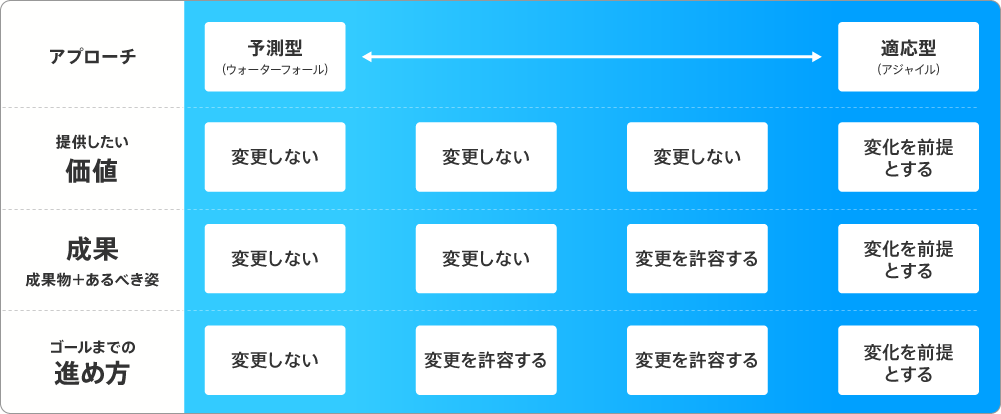 アプローチ
予測型
（ウォーターフォール）
適応型
（アジャイル）
提供したい
価値
変更しない
変更しない
変更しない
変化を前提
とする
成果
成果物＋あるべき姿
変更しない
変更しない
変更を許容する
変化を前提
とする
ゴールまでの
進め方
変更しない
変更を許容する
変更を許容する
変化を前提
とする